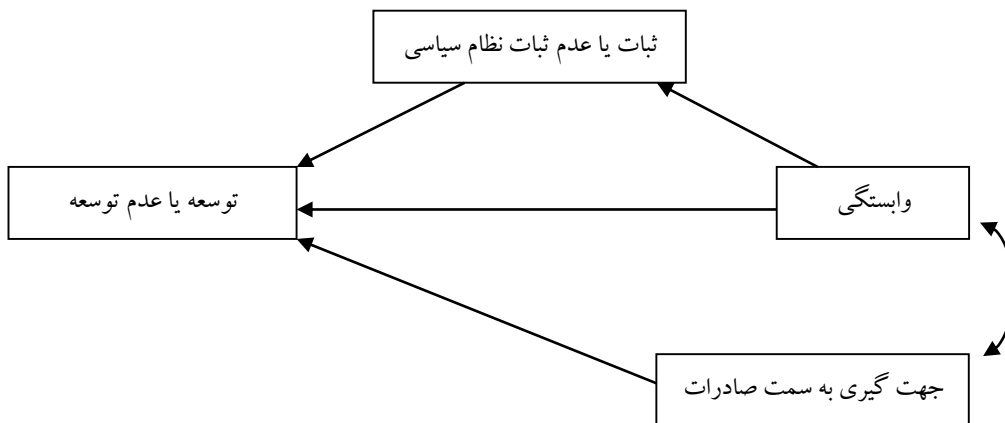 ثبات یا عدم ثبات نظام سیاسی
وابستگی
توسعه یا عدم توسعه
جهت گیری به سمت صادرات